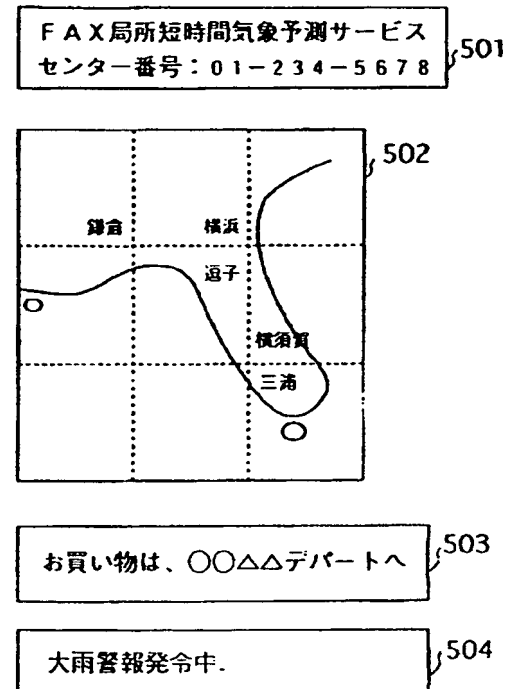 FAX局所短時間気象予測サービス
センター番号：01－234－5678
501
502
鎌倉
横浜
逗子
横須賀
三浦
お買い物は、〇〇△△デパートへ
503
大雨警報発令中.
504